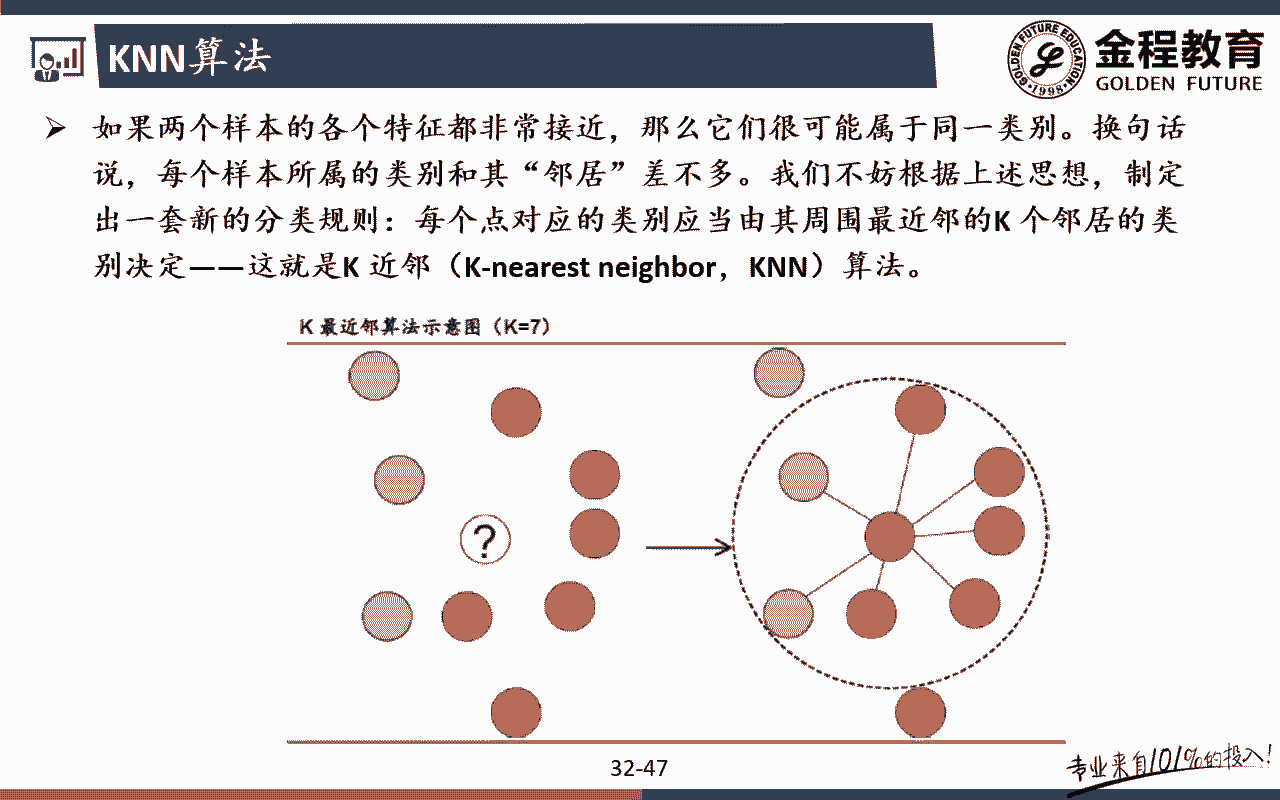 KNN算法
GOLDEN FUTURE EDUCATION
·1998·
金程教育
GOLDEN FUTURE
如果两个样本的各个特征都非常接近，那么它们很可能属于同一类别。换句话
说，每个样本所属的类别和其“邻居”差不多。我们不妨根据上述思想，制定
出一套新的分类规则：每个点对应的类别应当由其周围最近邻的K 个邻居的类
别决定——这就是K 近邻（K-nearest neighbor，KNN）算法。
K 最近邻算法示意图（K=7）
?
32-47
专业来自101%的投入!